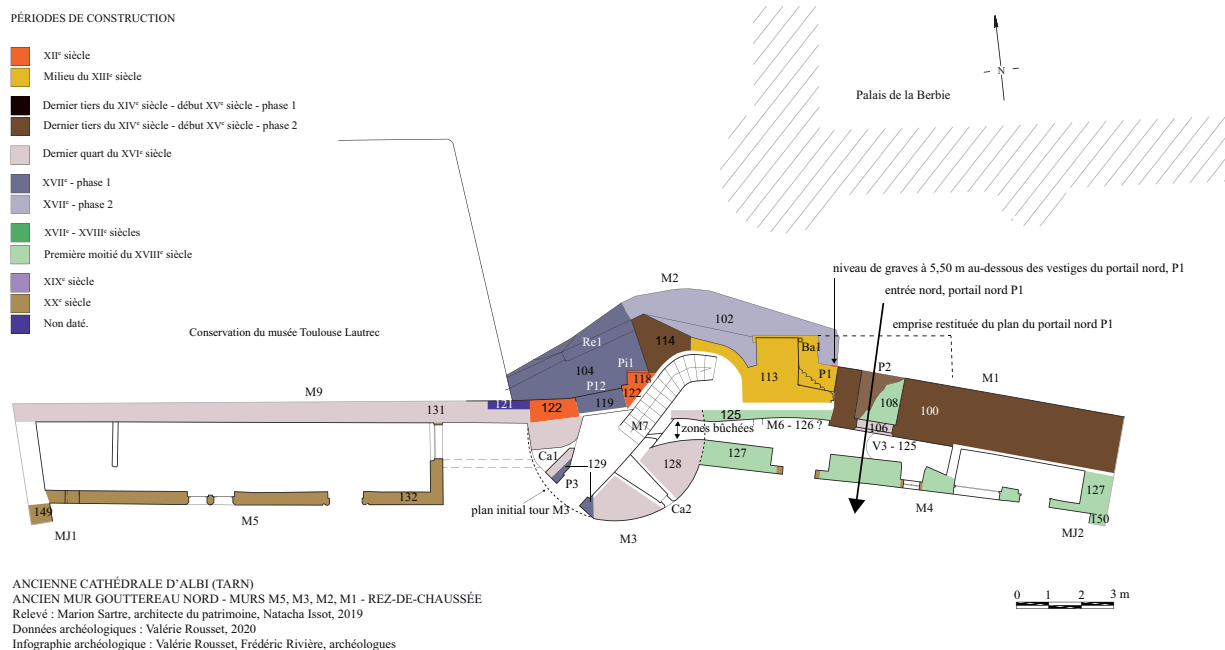 PÉRIODES DE CONSTRUCTION
XIIe siècle
Milieu du XIIIe siècle
Dernier tiers du XIVe siècle - début XVe siècle - phase 1
Dernier tiers du XIVe siècle - début XVe siècle - phase 2
Dernier quart du XVIe siècle
XVIIe - phase 1
XVIIe - phase 2
XVIIe - XVIIIe siècles
Première moitié du XVIIIe siècle
XIXe siècle
XXe siècle
Non daté.
N
Palais de la Berbie
Conservation du musée Toulouse Lautrec
niveau de graves à 5,50 m au-dessous des vestiges du portail nord, P1
entrée nord, portail nord P1
emprise restituée du plan du portail nord P1
M2
102
Re1
114
Ba1
104
Pi1
118
113
P1
P2
M1
P12
122
119
108
100
M9
131
121
122
125
M7
zones bûchées
M6 - 126 ?
106
V3 - 125
Ca1
129
128
127
P3
127
132
149
plan initial tour M3
Ca2
M4
150
MJ1
M5
M3
MJ2
ANCIENNE CATHÉDRALE D'ALBI (TARN)
ANCIEN MUR GOUTTEREAU NORD - MURS M5, M3, M2, M1 - REZ-DE-CHAUSSÉE
Relevé : Marion Sartre, architecte du patrimoine, Natacha Issot, 2019
Données archéologiques : Valérie Rousset, 2020
Infographie archéologique : Valérie Rousset, Frédéric Rivière, archéologues
0 1 2 3 m